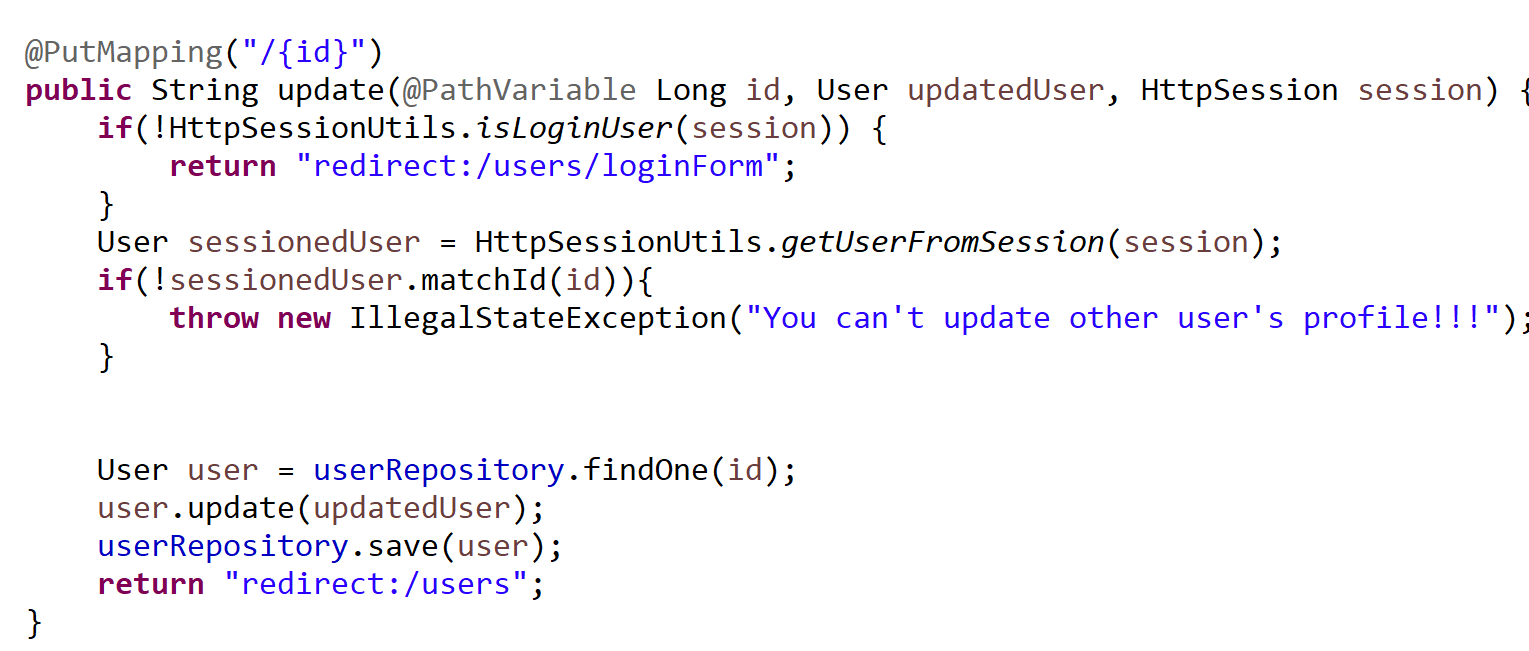 @PutMapping("/{id}")
public String update(@PathVariable Long id, User updatedUser, HttpSession session) {
    if(!HttpSessionUtils.isLoginUser(session)) {
        return "redirect:/users/loginForm";
    }
    User sessionedUser = HttpSessionUtils.getUserFromSession(session);
    if(!sessionedUser.matchId(id)){
        throw new IllegalStateException("You can't update other user's profile!!!");
    }
    User user = userRepository.findOne(id);
    user.update(updatedUser);
    userRepository.save(user);
    return "redirect:/users";
}